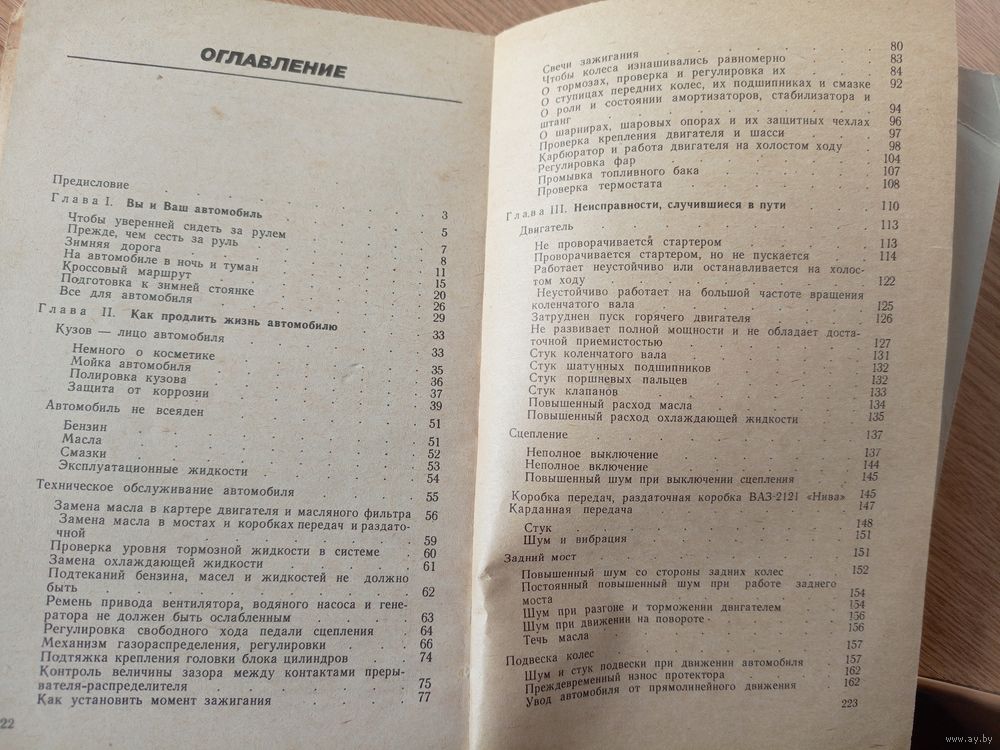 ОГЛАВЛЕНИЕ
Предисловие 3
Глава I. Вы и Ваш автомобиль 5
Чтобы уверенней сидеть за рулем 7
Прежде, чем сесть за руль 8
Зимняя дорога 11
На автомобиле в ночь и туман 15
Кроссовый маршрут 20
Подготовка к зимней стоянке 26
Все для автомобиля 29
Глава II. Как продлить жизнь автомобилю 33
Кузов — лицо автомобиля 33
Немного о косметике 35
Мойка автомобиля 36
Полировка кузова 37
Защита от коррозии 39
Автомобиль не всеяден 51
Бензин 51
Масла 52
Смазки 53
Эксплуатационные жидкости 54
Техническое обслуживание автомобиля 55
Замена масла в картере двигателя и масляного фильтра 56
Замена масла в мостах и коробках передач и раздаточ-
ной 59
Проверка уровня тормозной жидкости в системе 60
Замена охлаждающей жидкости 61
Подтеканий бензина, масел и жидкостей не должно
быть 62
Ремень привода вентилятора, водяного насоса и гене-
ратора не должен быть ослабленным 63
Регулировка свободного хода педали сцепления 64
Механизм газораспределения, регулировки 66
Подтяжка крепления головки блока цилиндров 74
Контроль величины зазора между контактами преры-
вателя-распределителя 75
Как установить момент зажигания 77
22
Свечи зажигания 80
Чтобы колеса изнашивались равномерно 83
О тормозах, проверка и регулировка их 84
О ступицах передних колес, их подшипниках и смазке 92
О роли и состоянии амортизаторов, стабилизатора и
штанг 94
О шарнирах, шаровых опорах и их защитных чехлах 96
Проверка крепления двигателя и шасси 97
Карбюратор и работа двигателя на холостом ходу 98
Регулировка фар 104
Промывка топливного бака 107
Проверка термостата 108
Глава III. Неисправности, случившиеся в пути 110
Двигатель 113
Не проворачивается стартером 113
Проворачивается стартером, но не пускается 114
Работает неустойчиво или останавливается на холос-
том ходу 122
Неустойчиво работает на большой частоте вращения
коленчатого вала 125
Затруднен пуск горячего двигателя 126
Не развивает полной мощности и не обладает доста-
точной приемистостью 127
Стук коленчатого вала 131
Стук шатунных подшипников 132
Стук поршневых пальцев 132
Стук клапанов 133
Повышенный расход масла 134
Повышенный расход охлаждающей жидкости 135
Сцепление 137
Неполное выключение 137
Неполное включение 144
Повышенный шум при выключении сцепления 145
Коробка передач, раздаточная коробка ВАЗ-2121 «Нива» 145
Карданная передача 147
Стук 148
Шум и вибрация 151
Задний мост 151
Повышенный шум со стороны задних колес 152
Постоянный повышенный шум при работе заднего
моста 154
Шум при разгоне и торможении двигателем 154
Шум при движении на повороте 156
Течь масла 156
Подвеска колес 157
Шум и стук подвески при движении автомобиля 157
Преждевременный износ протектора 162
Увод автомобиля от прямолинейного движения 162
223
www.ay.by